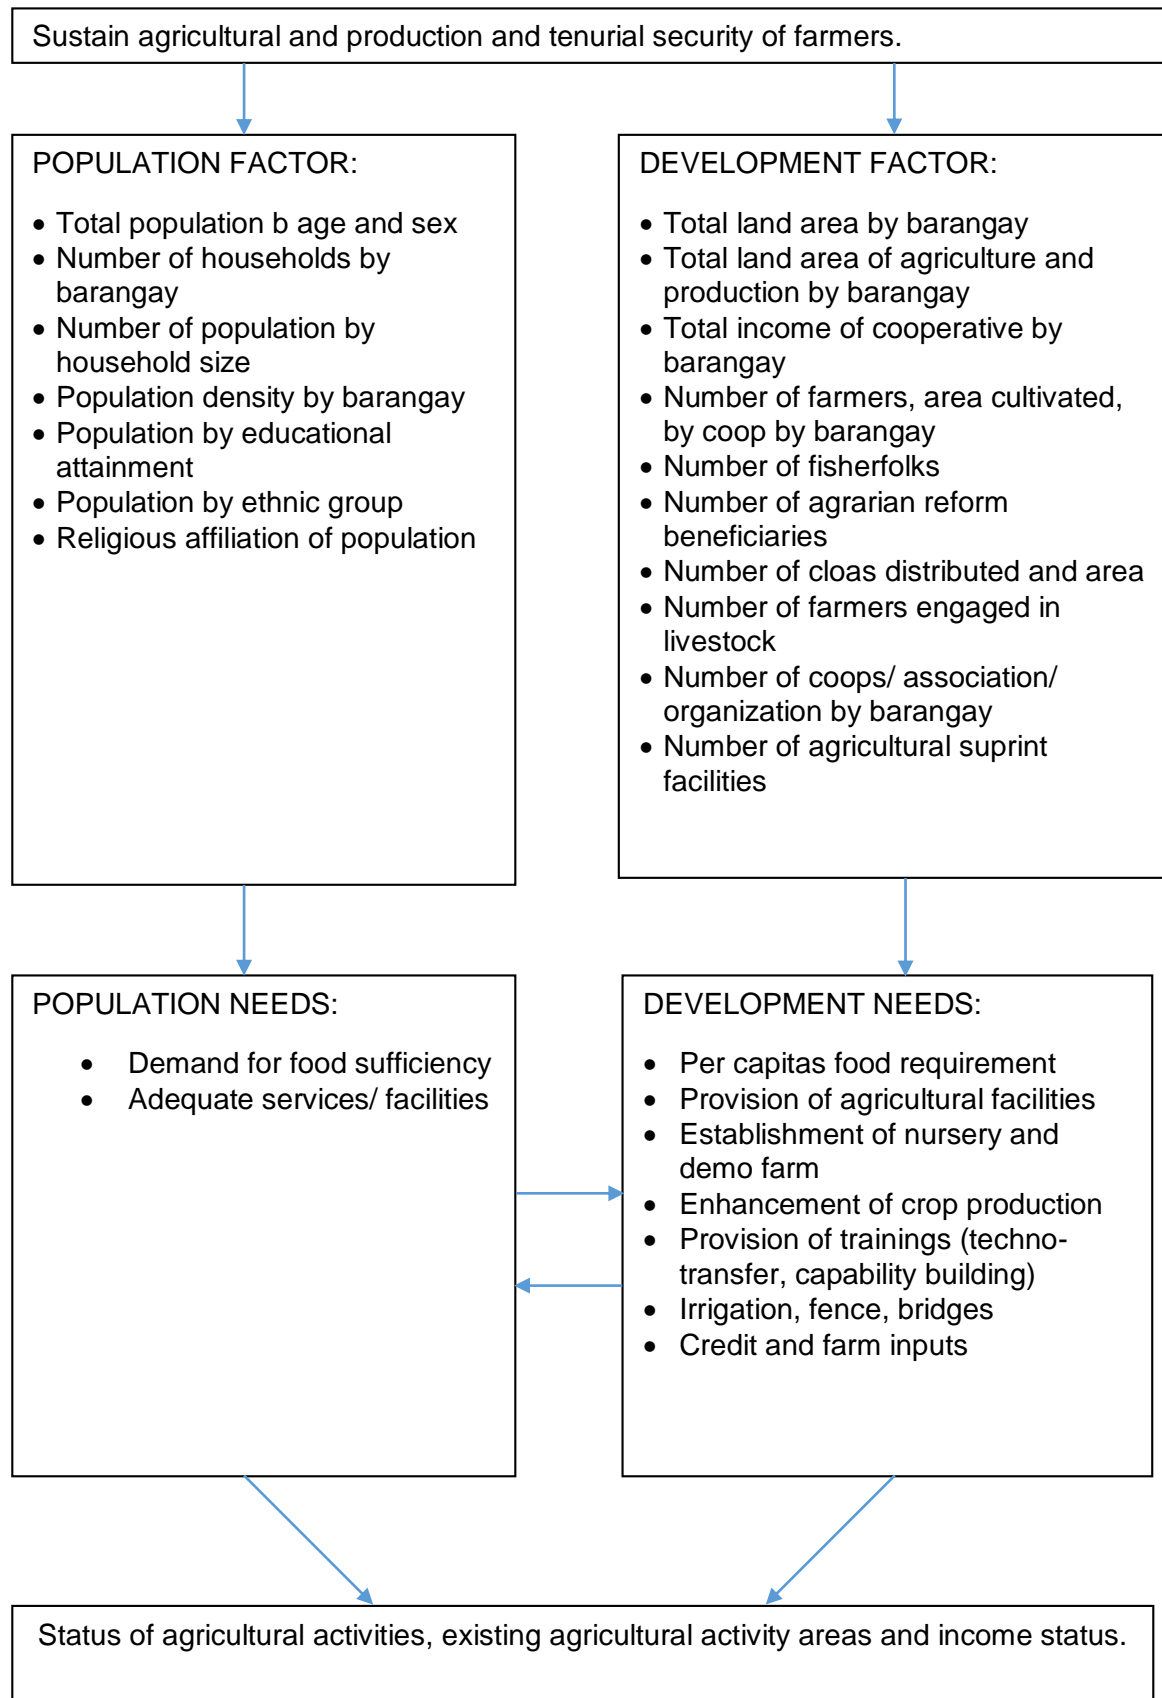 Sustain agricultural and production and tenurial security of farmers.
POPULATION FACTOR:
• Total population b age and sex
• Number of households by
barangay
• Number of population by
household size
• Population density by barangay
• Population by educational
attainment
• Population by ethnic group
• Religious affiliation of population
DEVELOPMENT FACTOR:
• Total land area by barangay
• Total land area of agriculture and
production by barangay
• Total income of cooperative by
barangay
• Number of farmers, area cultivated,
by coop by barangay
• Number of fisherfolks
• Number of agrarian reform
beneficiaries
• Number of cloas distributed and area
• Number of farmers engaged in
livestock
• Number of coops/ association/
organization by barangay
• Number of agricultural suprint
facilities
POPULATION NEEDS:
• Demand for food sufficiency
• Adequate services/ facilities
DEVELOPMENT NEEDS:
• Per capitas food requirement
• Provision of agricultural facilities
• Establishment of nursery and
demo farm
• Enhancement of crop production
• Provision of trainings (techno-
transfer, capability building)
• Irrigation, fence, bridges
• Credit and farm inputs
Status of agricultural activities, existing agricultural activity areas and income status.